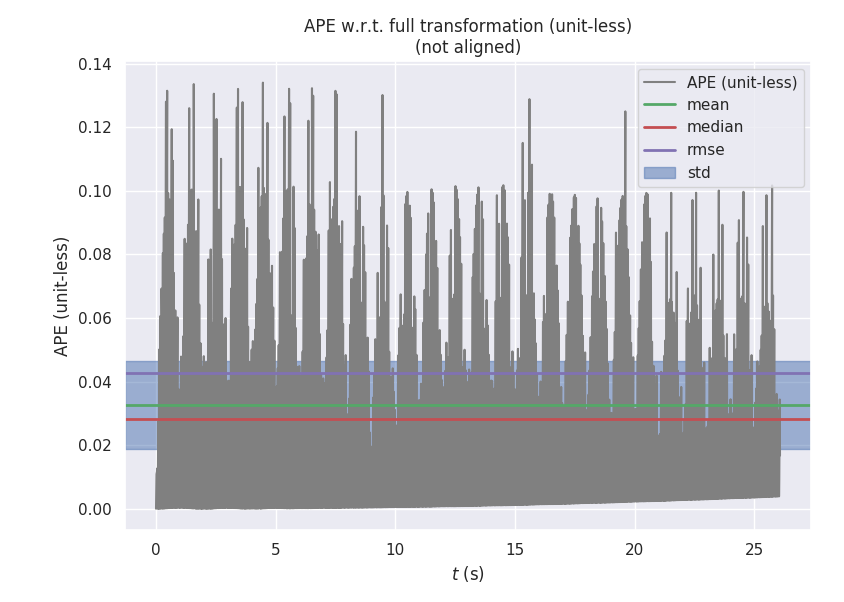 APE w.r.t. full transformation (unit-less)
(not aligned)
APE (unit-less)
0.14
0.12
0.10
0.08
0.06
0.04
0.02
0.00
0 5 10 15 20 25
t (s)
APE (unit-less)
mean
median
rmse
std